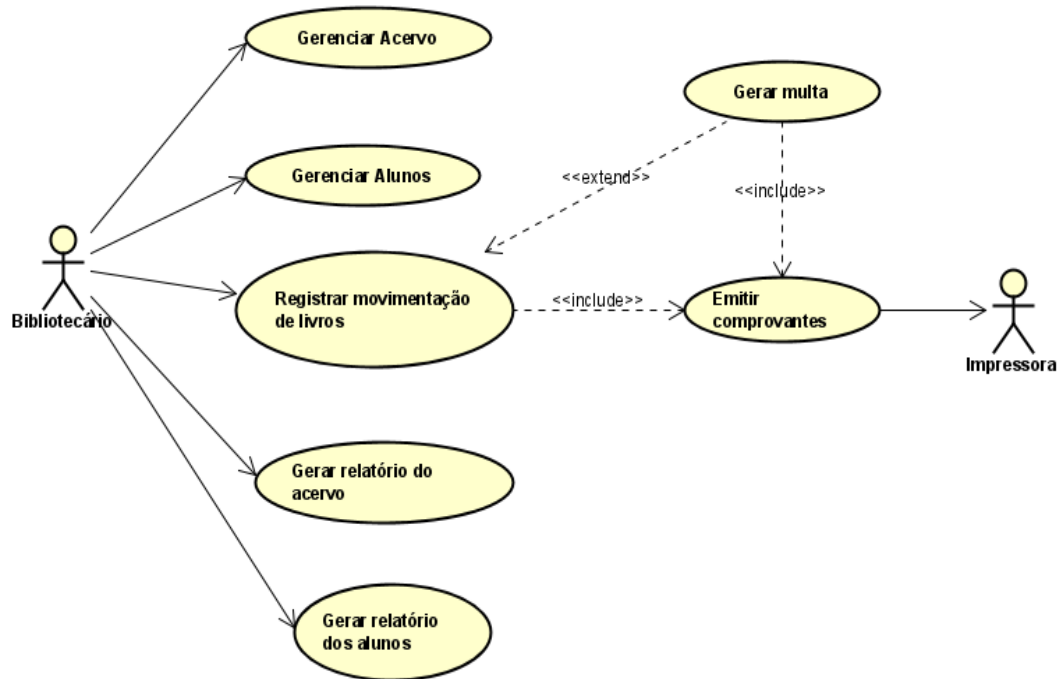 Gerenciar Acervo
Gerar multa
<<extend>>
<<include>>
Gerenciar Alunos
Bibliotecário
Registrar movimentação
de livros
<<include>>
Emitir
comprovantes
Impressora
Gerar relatório do
acervo
Gerar relatório
dos alunos